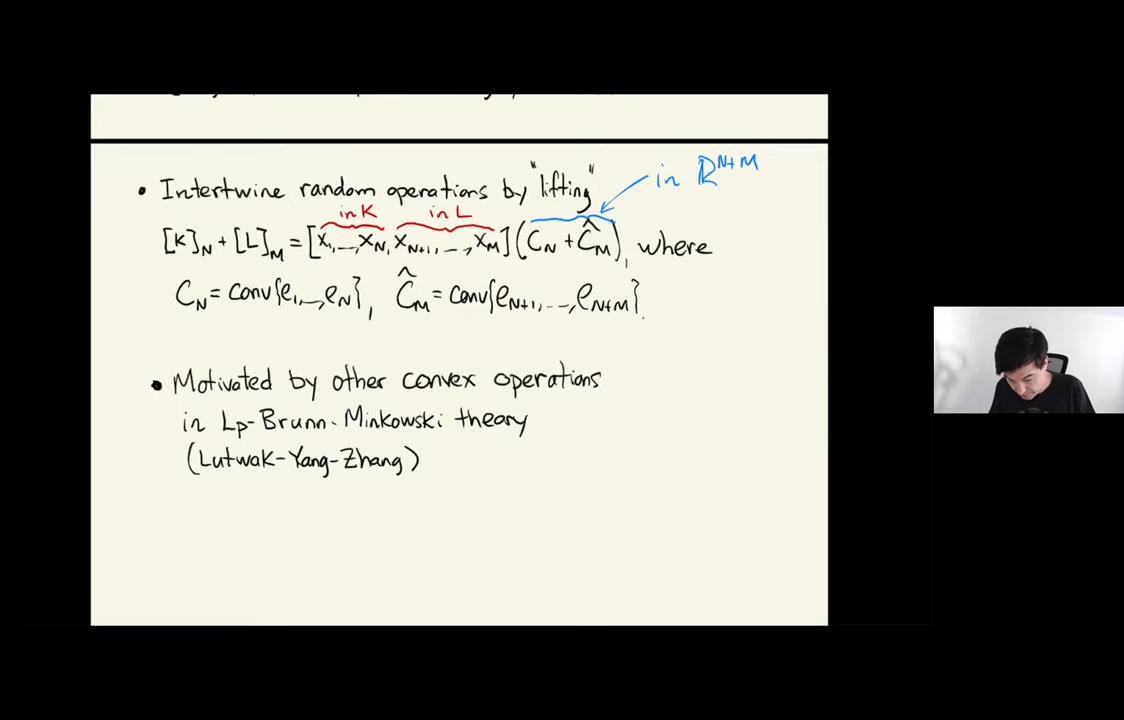 • Intertwine random operations by "lifting"
in ℝ^{N+M}
in K in L
[K]_N + [L]_M = [X_1, ..., X_N, X_{N+1}, ..., X_M](C_N + Ĉ_M), where
C_N = conv{e_1, ..., e_N}, Ĉ_M = conv{e_{N+1}, ..., e_{N+M}}.
• Motivated by other convex operations
in Lp-Brunn-Minkowski theory
(Lutwak-Yang-Zhang)